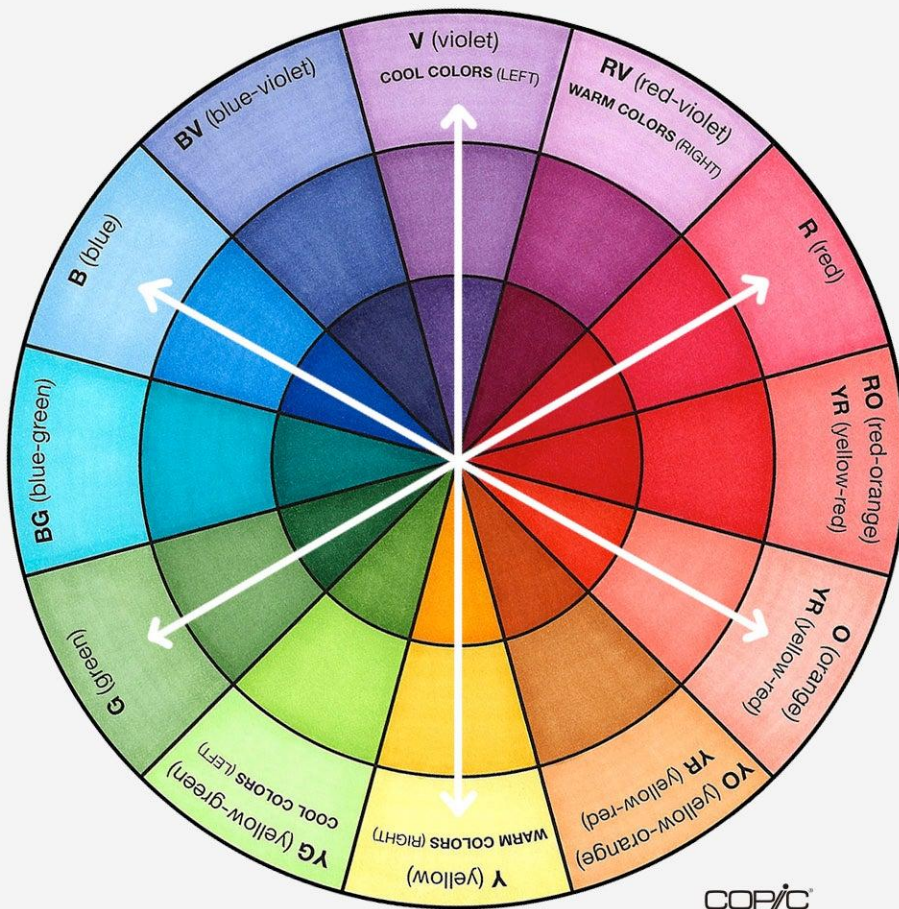 V (violet)
COOL COLORS (LEFT)
RV (red-violet)
WARM COLORS (RIGHT)
R (red)
RO (red-orange)
YR (yellow-red)
O (orange)
YR (yellow-red)
YO (yellow-orange)
YR (yellow-red)
Y (yellow)
WARM COLORS (RIGHT)
YG (yellow-green)
COOL COLORS (LEFT)
G (green)
BG (blue-green)
B (blue)
BV (blue-violet)
COPIC